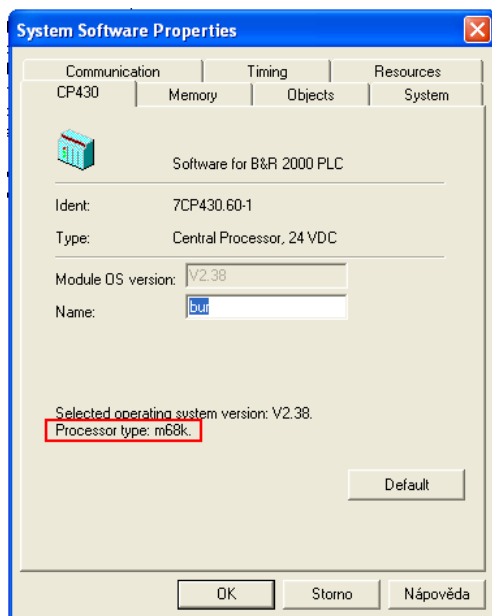 System Software Properties
Communication Timing Resources
CP430 Memory Objects System
Software for B&R 2000 PLC
Ident: 7CP430.60-1
Type: Central Processor, 24 VDC
Module OS version: V2.38
Name: bur
Selected operating system version: V2.38.
Processor type: m68k.
Default
OK Storno Nápověda